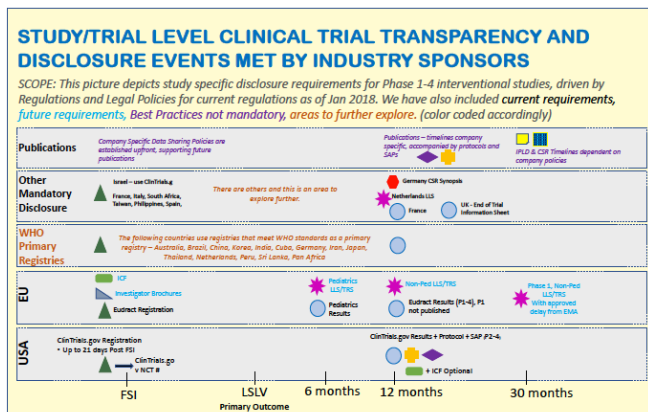 STUDY/TRIAL LEVEL CLINICAL TRIAL TRANSPARENCY AND
DISCLOSURE EVENTS MET BY INDUSTRY SPONSORS
SCOPE: This picture depicts study specific disclosure requirements for Phase 1-4 interventional studies, driven by
Regulations and Legal Policies for current regulations as of Jan 2018. We have also included current requirements,
future requirements, Best Practices not mandatory, areas to further explore. (color coded accordingly)
Publications
Company Specific Data Sharing Policies are
established upfront, supporting future
publications
Publications – timelines company
specific, accompanied by protocols and
SAPs
IPLD & CSR Timelines dependent on
company policies
Other
Mandatory
Disclosure
Israel – use ClinTrials.g
France, Italy, South Africa,
Taiwan, Philippines, Spain,
There are others and this is an area to
explore further.
Germany CSR Synopsis
Netherlands LLS
France
UK - End of Trial
Information Sheet
WHO
Primary
Registries
The following countries use registries that meet WHO standards as a primary
registry – Australia, Brazil, China, Korea, India, Cuba, Germany, Iran, Japan,
Thailand, Netherlands, Peru, Sri Lanka, Pan Africa
EU
ICF
Investigator Brochures
Eudract Registration
Pediatrics
LLS/TRS
Pediatrics
Results
Non-Ped LLS/TRS
Eudract Results (P1-4), P1
not published
Phase 1, Non-Ped
LLS/TRS
With approved
delay from EMA
USA
ClinTrials.gov Registration
• Up to 21 days Post FSI
ClinTrials.go
v NCT #
ClinTrials.gov Results + Protocol + SAP (P2-4)
+ ICF Optional
FSI
LSLV
Primary Outcome
6 months
12 months
30 months